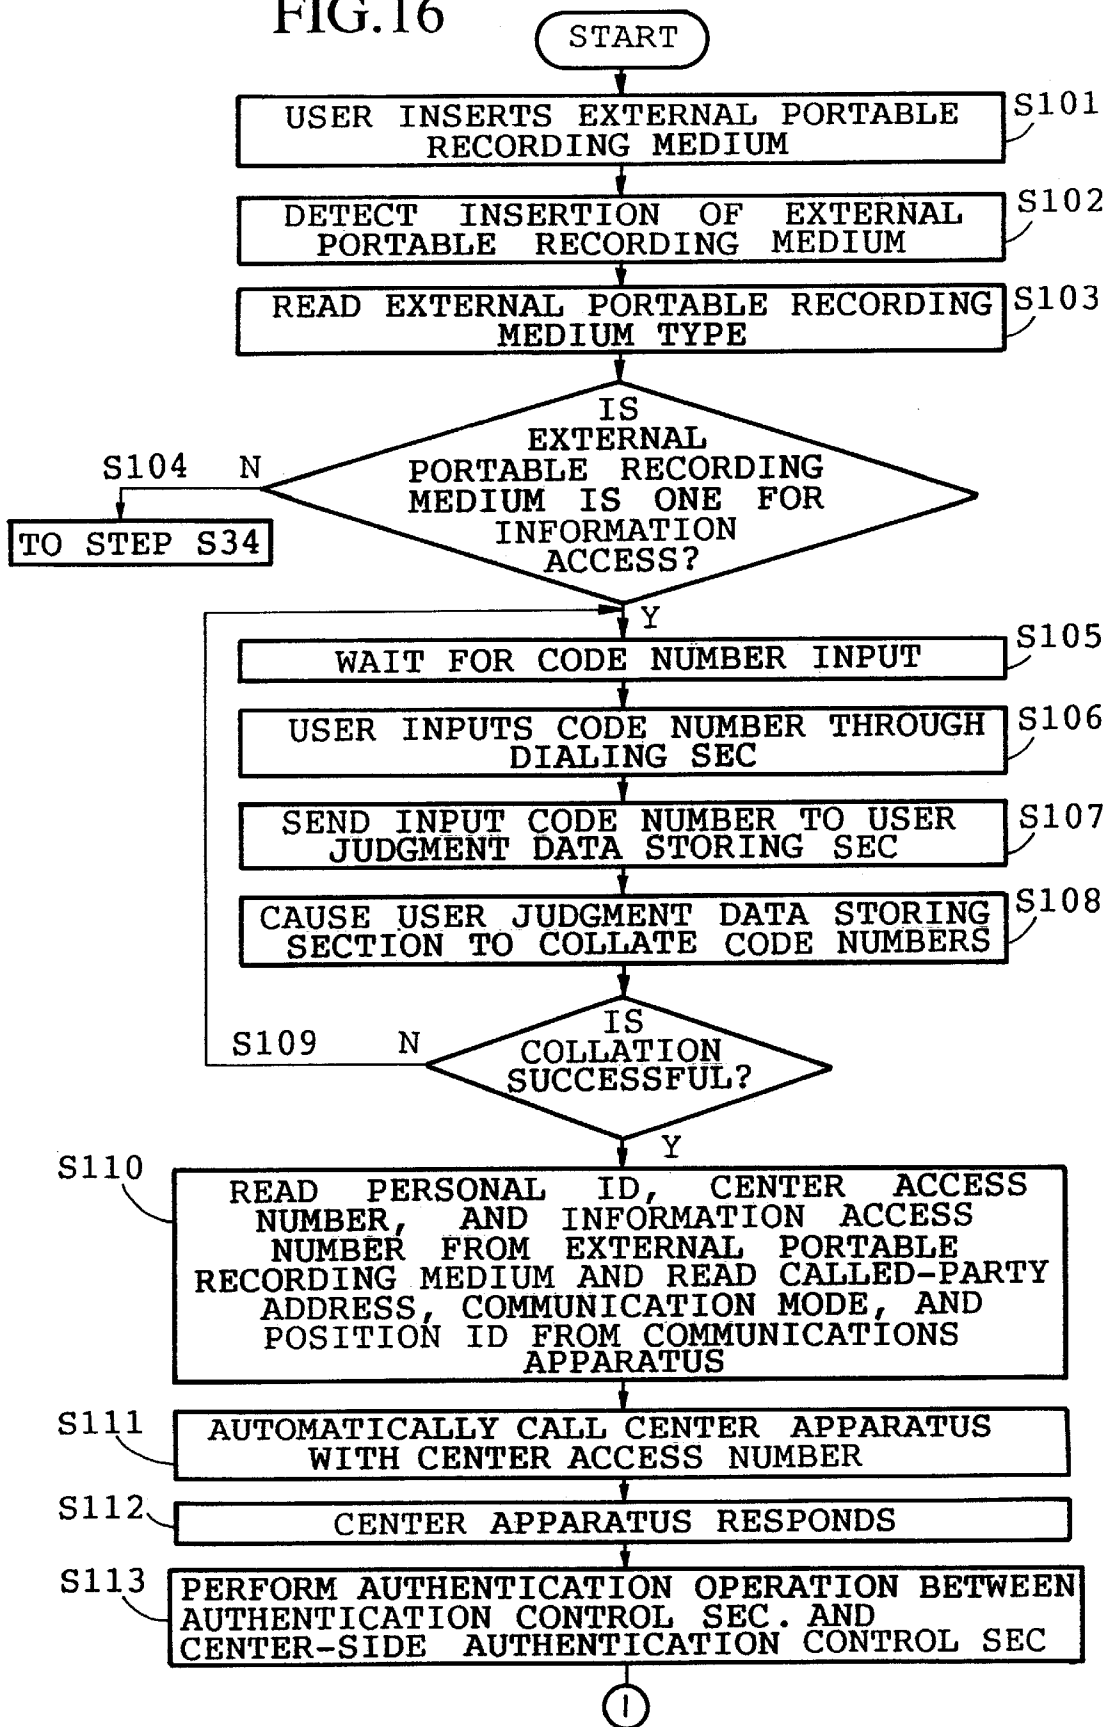 FIG.16
START
USER INSERTS EXTERNAL PORTABLE
RECORDING MEDIUM
S101
DETECT INSERTION OF EXTERNAL
PORTABLE RECORDING MEDIUM
S102
READ EXTERNAL PORTABLE RECORDING
MEDIUM TYPE
S103
IS
EXTERNAL
PORTABLE RECORDING
MEDIUM IS ONE FOR
INFORMATION
ACCESS?
S104 N
TO STEP S34
Y
WAIT FOR CODE NUMBER INPUT
S105
USER INPUTS CODE NUMBER THROUGH
DIALING SEC
S106
SEND INPUT CODE NUMBER TO USER
JUDGMENT DATA STORING SEC
S107
CAUSE USER JUDGMENT DATA STORING
SECTION TO COLLATE CODE NUMBERS
S108
IS
COLLATION
SUCCESSFUL?
S109 N
Y
S110
READ PERSONAL ID, CENTER ACCESS
NUMBER, AND INFORMATION ACCESS
NUMBER FROM EXTERNAL PORTABLE
RECORDING MEDIUM AND READ CALLED-PARTY
ADDRESS, COMMUNICATION MODE, AND
POSITION ID FROM COMMUNICATIONS
APPARATUS
S111
AUTOMATICALLY CALL CENTER APPARATUS
WITH CENTER ACCESS NUMBER
S112
CENTER APPARATUS RESPONDS
S113
PERFORM AUTHENTICATION OPERATION BETWEEN
AUTHENTICATION CONTROL SEC. AND
CENTER-SIDE AUTHENTICATION CONTROL SEC
1